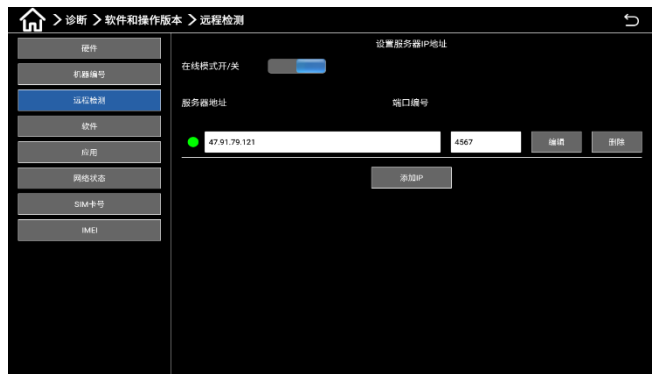 诊断 软件和操作版本 远程检测
硬件
机器编号
远程检测
软件
应用
网络状态
SIM卡号
IMEI
设置服务器IP地址
在线模式开/关
服务器地址 端口编号
47.91.79.121 4567 编辑 删除
添加IP